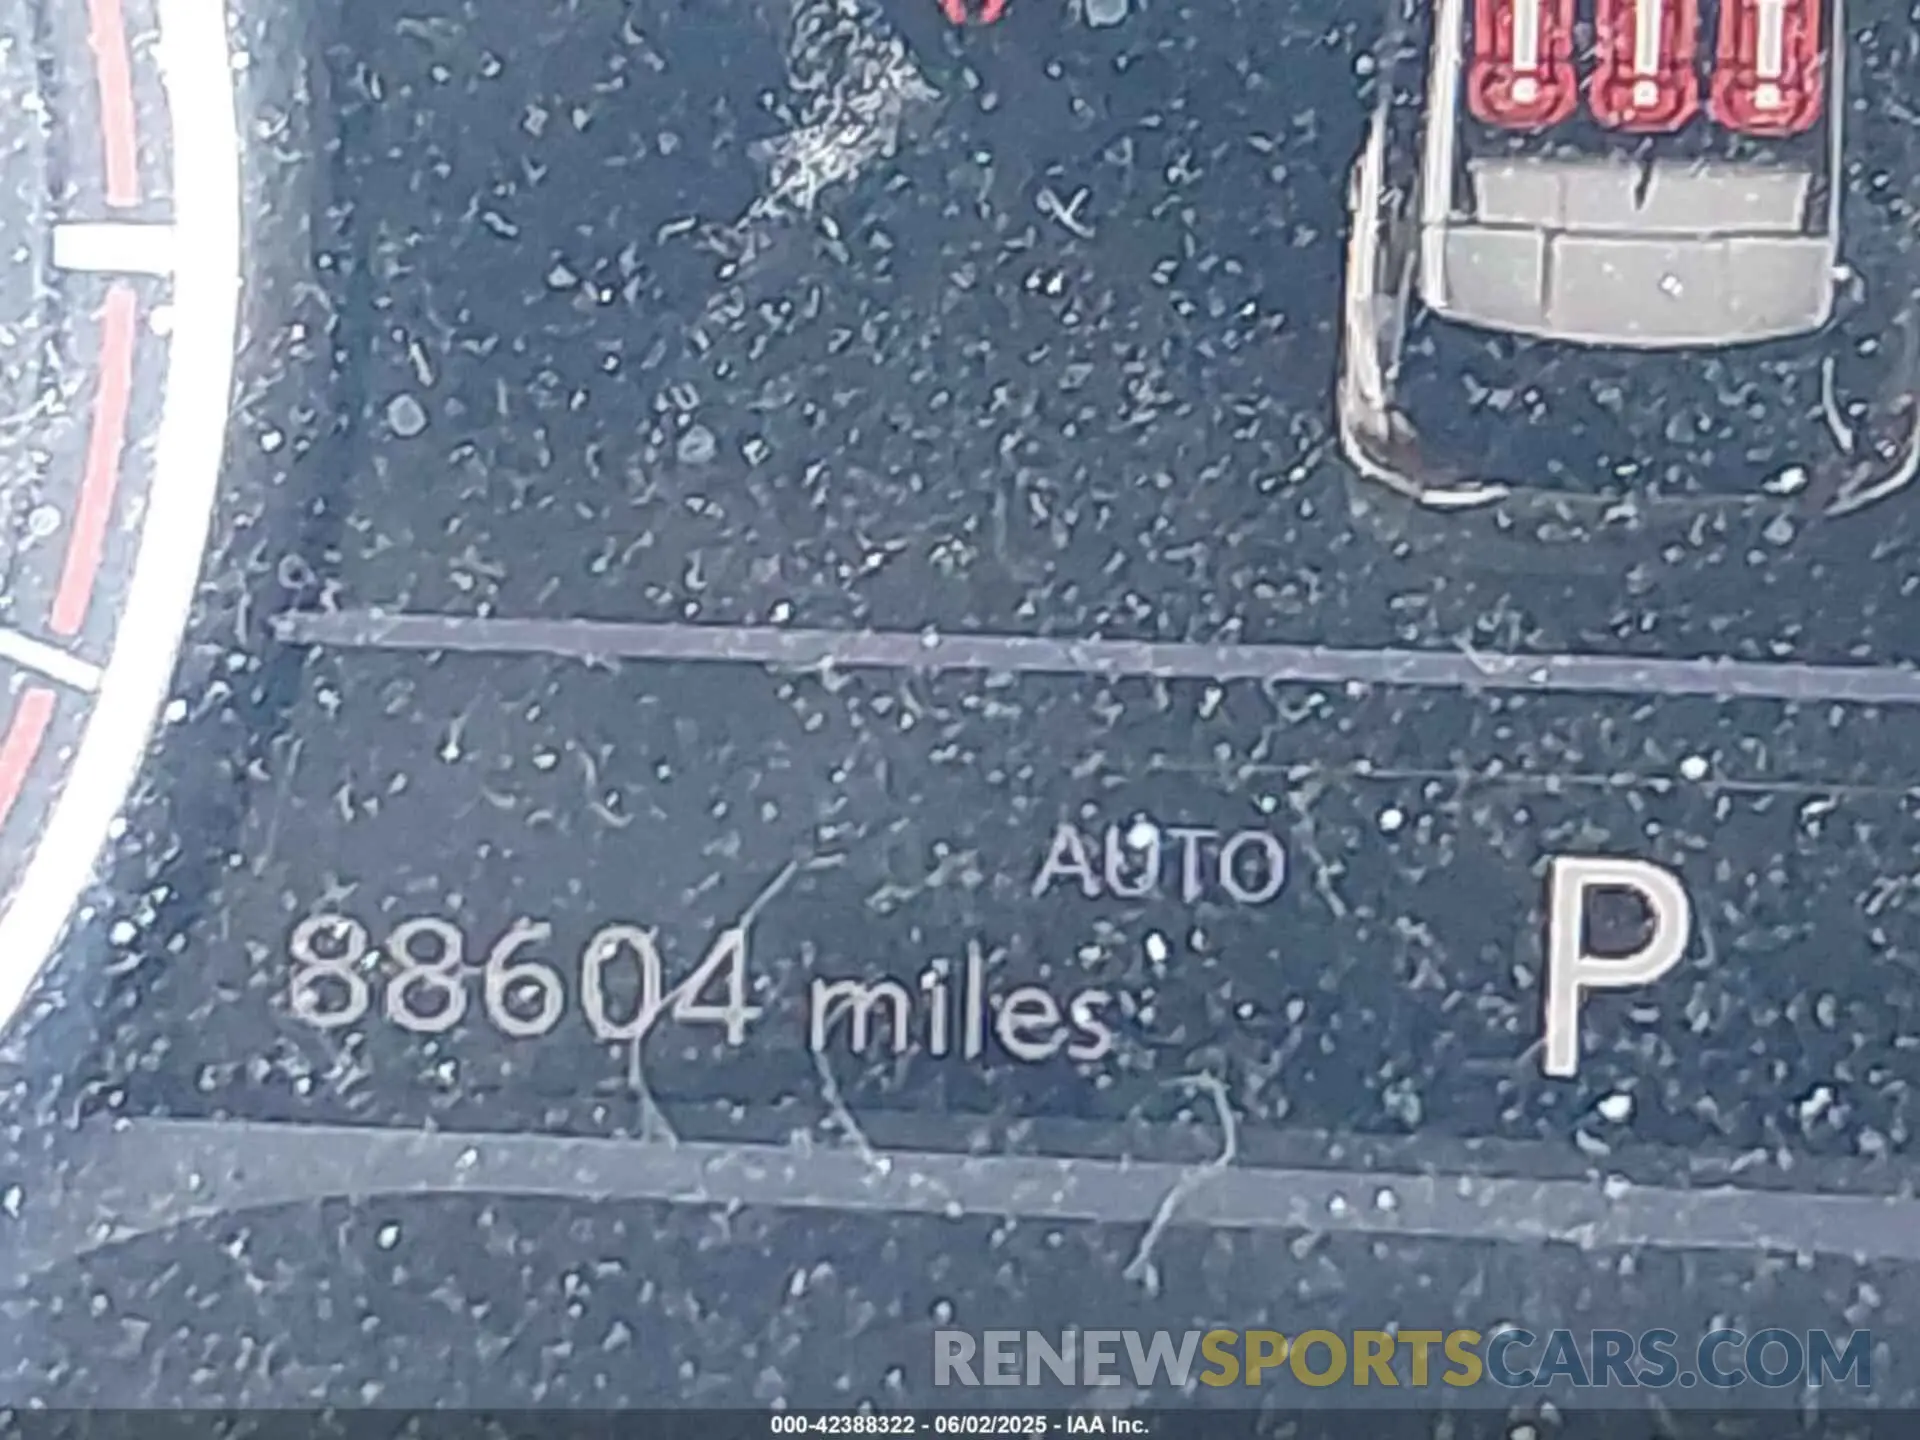 AUTO
P
88604 miles
RENEWSPORTSCARS.COM
000-42388322 - 06/02/2025 - IAA Inc.